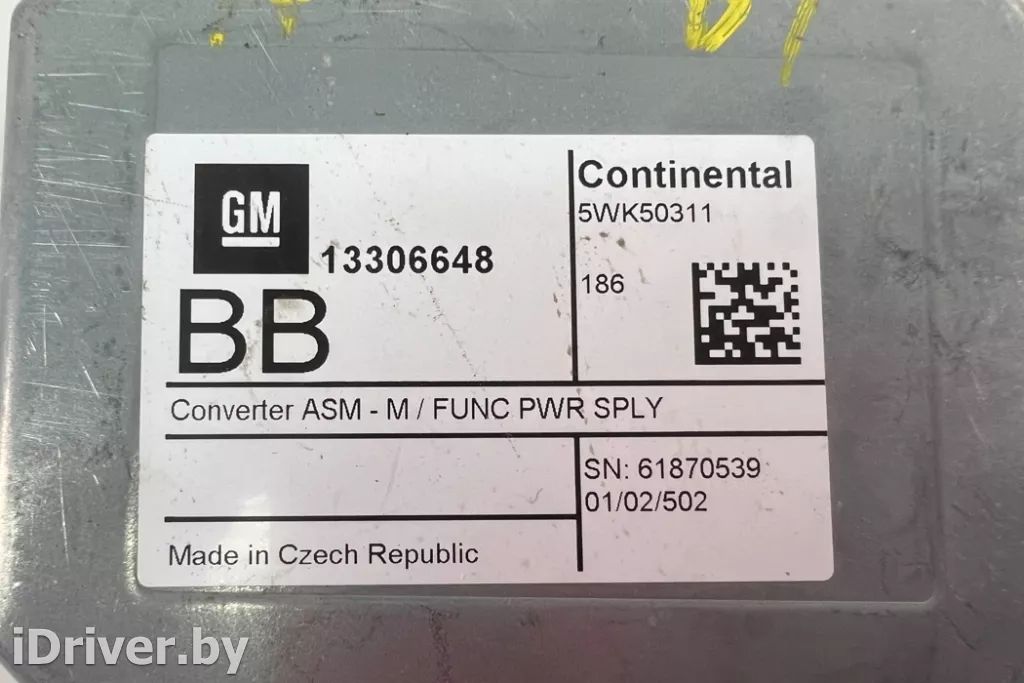 GM
13306648
BB
Continental
5WK50311
186
Converter ASM - M / FUNC PWR SPLY
SN: 61870539
01/02/502
Made in Czech Republic
iDriver.by